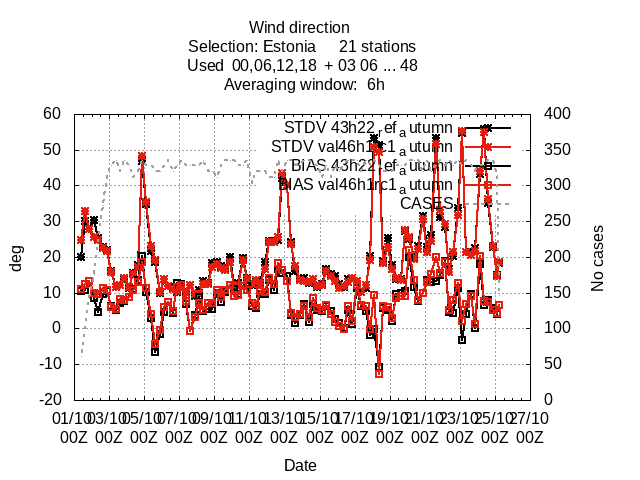 Wind direction
Selection: Estonia 21 stations
Used 00,06,12,18 + 03 06 ... 48
Averaging window: 6h
60
50
40
30
20
10
0
-10
-20
deg
400
350
300
250
200
150
100
50
0
No cases
STDV 43h22_ref_autumn
STDV val46h1rc1_autumn
BIAS 43h22_ref_autumn
BIAS val46h1rc1_autumn
CASES
01/10 03/10 05/10 07/10 09/10 11/10 13/10 15/10 17/10 19/10 21/10 23/10 25/10 27/10
00Z 00Z 00Z 00Z 00Z 00Z 00Z 00Z 00Z 00Z 00Z 00Z 00Z 00Z
Date